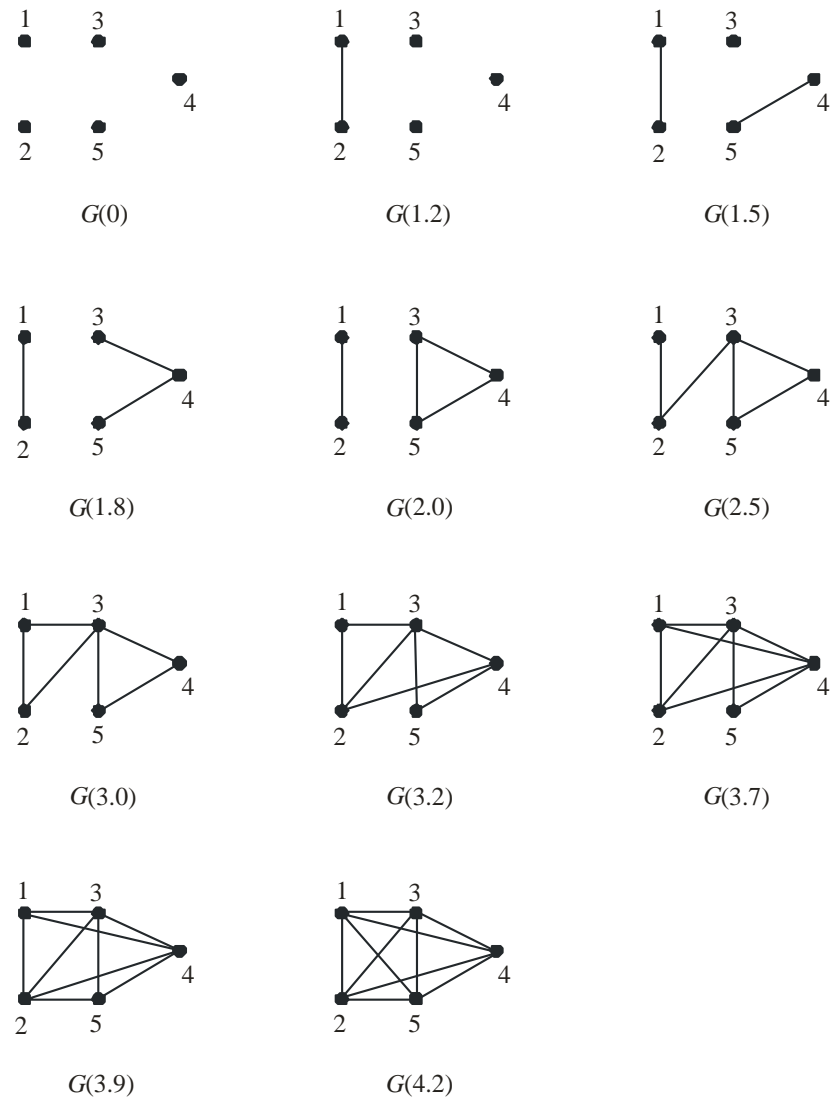 1 3 1 3 1 3
4 4 4
2 5 2 5 2 5
G(0) G(1.2) G(1.5)
1 3 1 3 1 3
4 4 4
2 5 2 5 2 5
G(1.8) G(2.0) G(2.5)
1 3 1 3 1 3
4 4 4
2 5 2 5 2 5
G(3.0) G(3.2) G(3.7)
1 3 1 3
4 4
2 5 2 5
G(3.9) G(4.2)